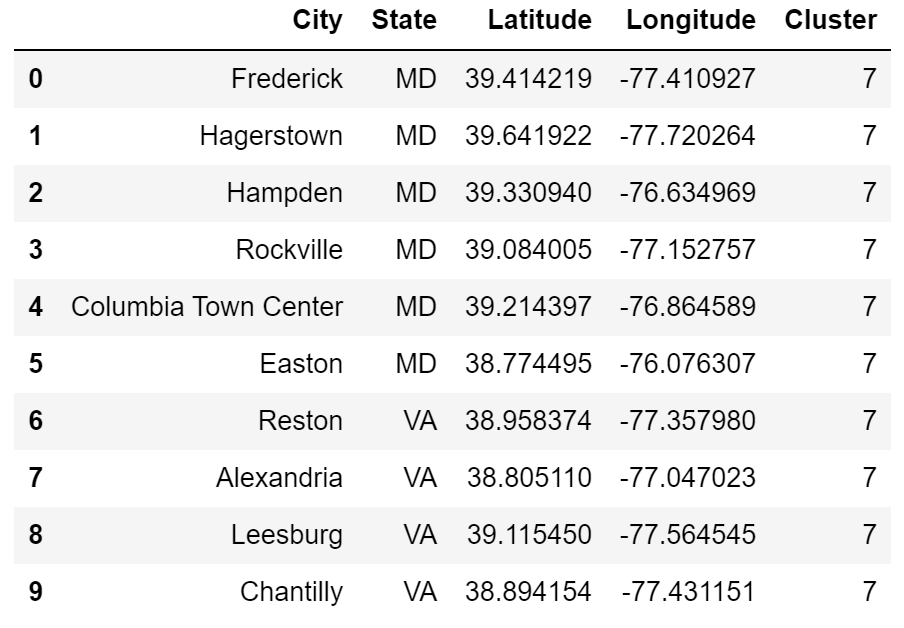 City State Latitude Longitude Cluster
0 Frederick MD 39.414219 -77.410927 7
1 Hagerstown MD 39.641922 -77.720264 7
2 Hampden MD 39.330940 -76.634969 7
3 Rockville MD 39.084005 -77.152757 7
4 Columbia Town Center MD 39.214397 -76.864589 7
5 Easton MD 38.774495 -76.076307 7
6 Reston VA 38.958374 -77.357980 7
7 Alexandria VA 38.805110 -77.047023 7
8 Leesburg VA 39.115450 -77.564545 7
9 Chantilly VA 38.894154 -77.431151 7